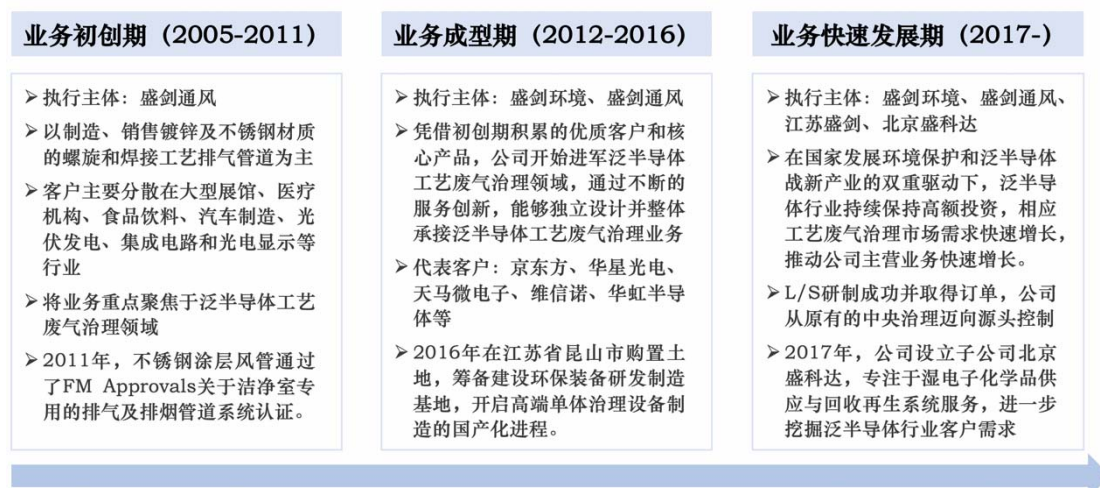 业务初创期（2005-2011）
➢执行主体：盛剑通风
➢以制造、销售镀锌及不锈钢材质
的螺旋和焊接工艺排气管道为主
➢客户主要分散在大型展馆、医疗
机构、食品饮料、汽车制造、光
伏发电、集成电路和光电显示等
行业
➢将业务重点聚焦于泛半导体工艺
废气治理领域
➢2011年，不锈钢涂层风管通过
了FM Approvals关于洁净室专
用的排气及排烟管道系统认证。
业务成型期（2012-2016）
➢执行主体：盛剑环境、盛剑通风
➢凭借初创期积累的优质客户和核
心产品，公司开始进军泛半导体
工艺废气治理领域，通过不断的
服务创新，能够独立设计并整体
承接泛半导体工艺废气治理业务
➢代表客户：京东方、华星光电、
天马微电子、维信诺、华虹半导
体等
➢2016年在江苏省昆山市购置土
地，筹备建设环保装备研发制造
基地，开启高端单体治理设备制
造的国产化进程。
业务快速发展期（2017-）
➢执行主体：盛剑环境、盛剑通风、
江苏盛剑、北京盛科达
➢在国家发展环境保护和泛半导体
战新产业的双重驱动下，泛半导
体行业持续保持高额投资，相应
工艺废气治理市场需求快速增长，
推动公司主营业务快速增长。
➢L/S研制成功并取得订单，公司
从原有的中央治理迈向源头控制
➢2017年，公司设立子公司北京
盛科达，专注于湿电子化学品供
应与回收再生系统服务，进一步
挖掘泛半导体行业客户需求